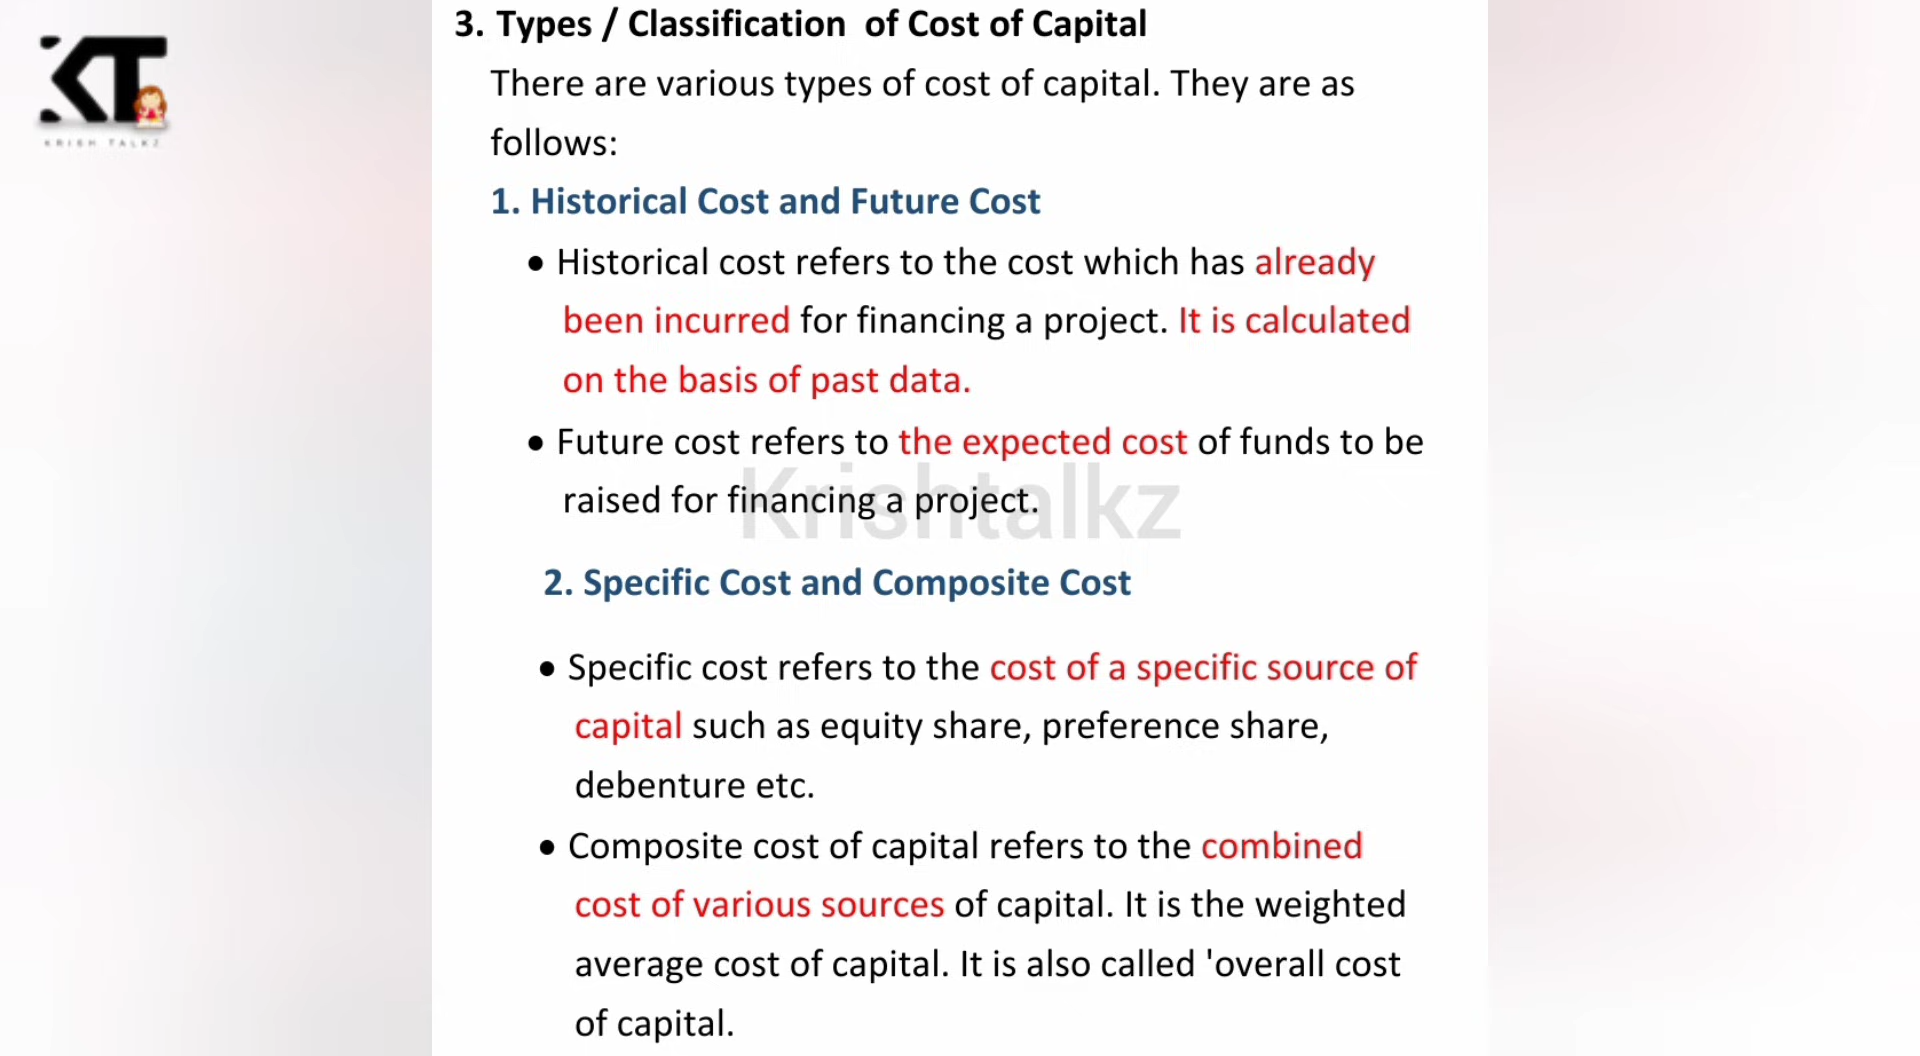 KT
KRISH TALKZ
3. Types / Classification of Cost of Capital
There are various types of cost of capital. They are as
follows:
1. Historical Cost and Future Cost
• Historical cost refers to the cost which has already
been incurred for financing a project. It is calculated
on the basis of past data.
• Future cost refers to the expected cost of funds to be
raised for financing a project.
Krishtalkz
2. Specific Cost and Composite Cost
• Specific cost refers to the cost of a specific source of
capital such as equity share, preference share,
debenture etc.
• Composite cost of capital refers to the combined
cost of various sources of capital. It is the weighted
average cost of capital. It is also called 'overall cost
of capital.